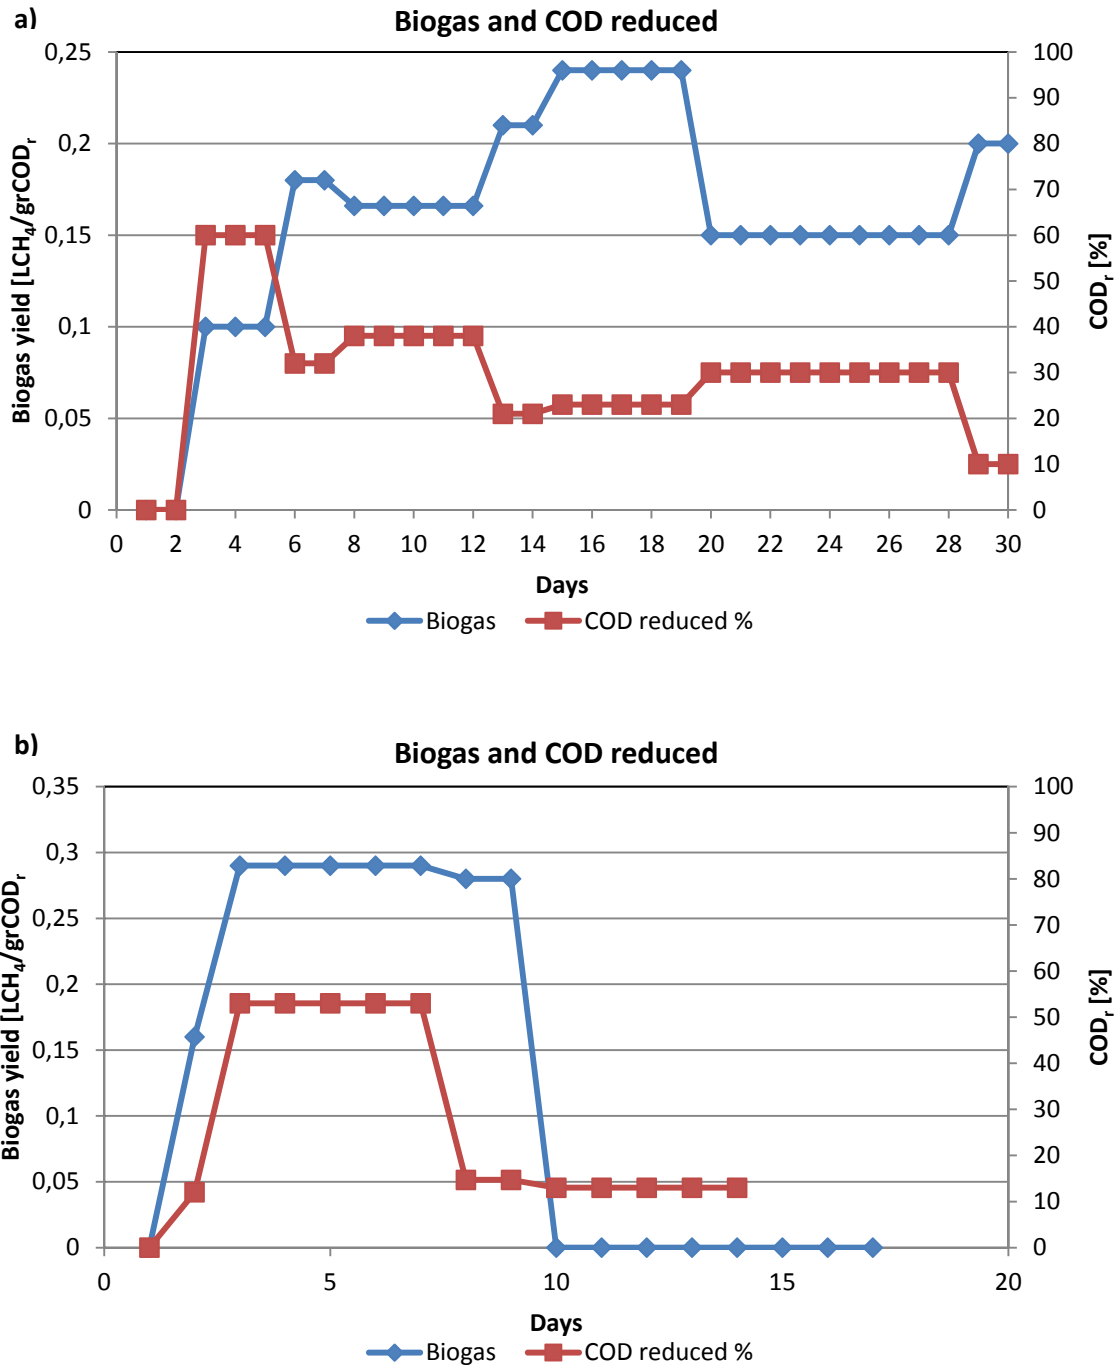 a)
Biogas and COD reduced
0,25
0,2
0,15
0,1
0,05
0
Biogas yield [LCH4/grCODr
100
90
80
70
60
50
40
30
20
10
0
CODr [%]
0 2 4 6 8 10 12 14 16 18 20 22 24 26 28 30
Days
Biogas COD reduced %
b)
Biogas and COD reduced
0,35
0,3
0,25
0,2
0,15
0,1
0,05
0
Biogas yield [LCH4/grCODr
100
90
80
70
60
50
40
30
20
10
0
CODr [%]
0 5 10 15 20
Days
Biogas COD reduced %